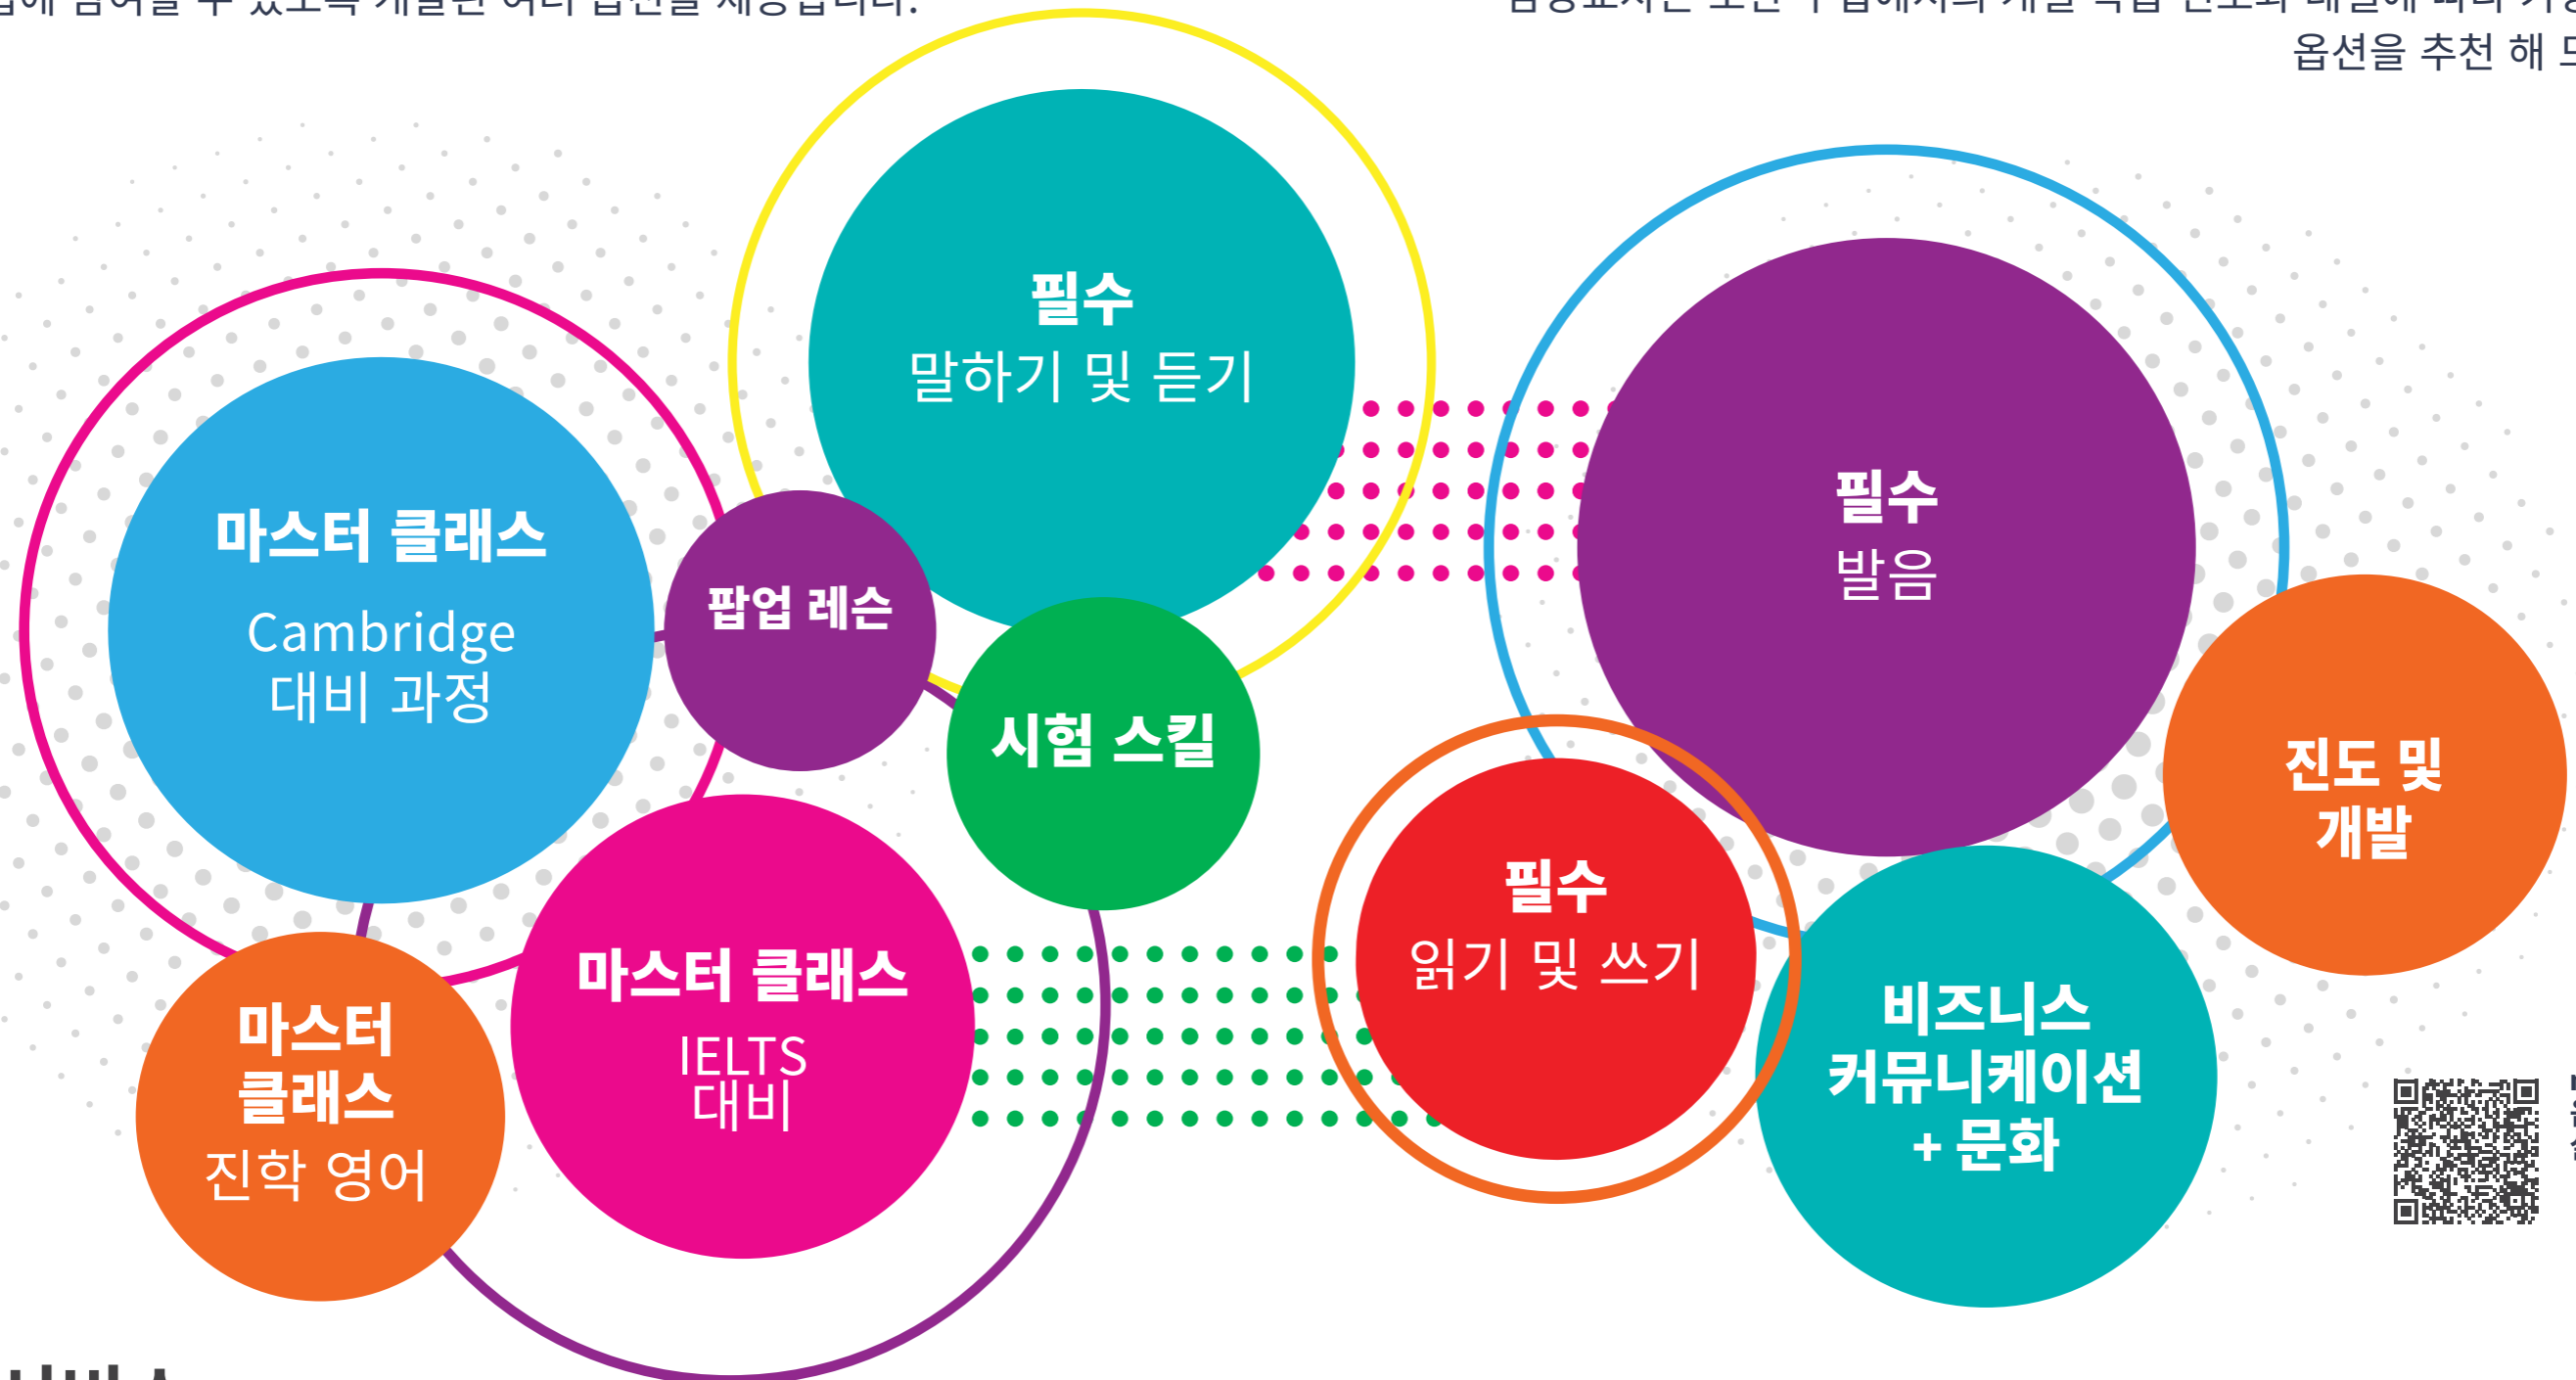 옵션을 추천 해
필수
말하기 및 듣기
필수
발음
마스터 클래스
Cambridge
대비 과정
팝업 레슨
시험 스킬
진도 및
개발
필수
읽기 및 쓰기
마스터 클래스
IELTS
대비
비즈니스
커뮤니케이션
+ 문화
마스터
클래스
진학 영어